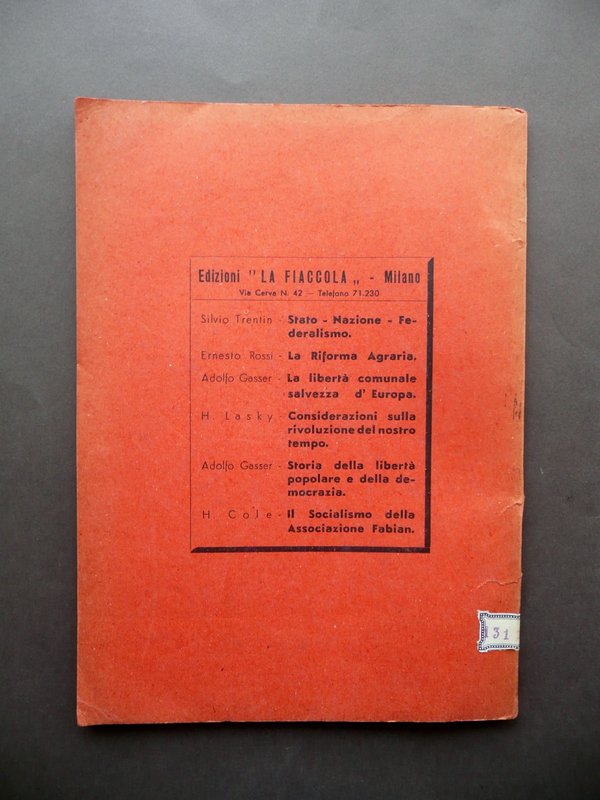 Edizioni "LA FIACCOLA„ - Milano
Via Cerva N. 42 - Telefono 71.230
Silvio Trentin - Stato - Nazione - Fe-
deralismo.
Ernesto Rossi - La Riforma Agraria.
Adolfo Gasser - La libertà comunale
salvezza d'Europa.
H. Lasky - Considerazioni sulla
rivoluzione del nostro
tempo.
Adolfo Gasser - Storia della libertà
popolare e della de-
mocrazia.
H. Cole - Il Socialismo della
Associazione Fabian.
31